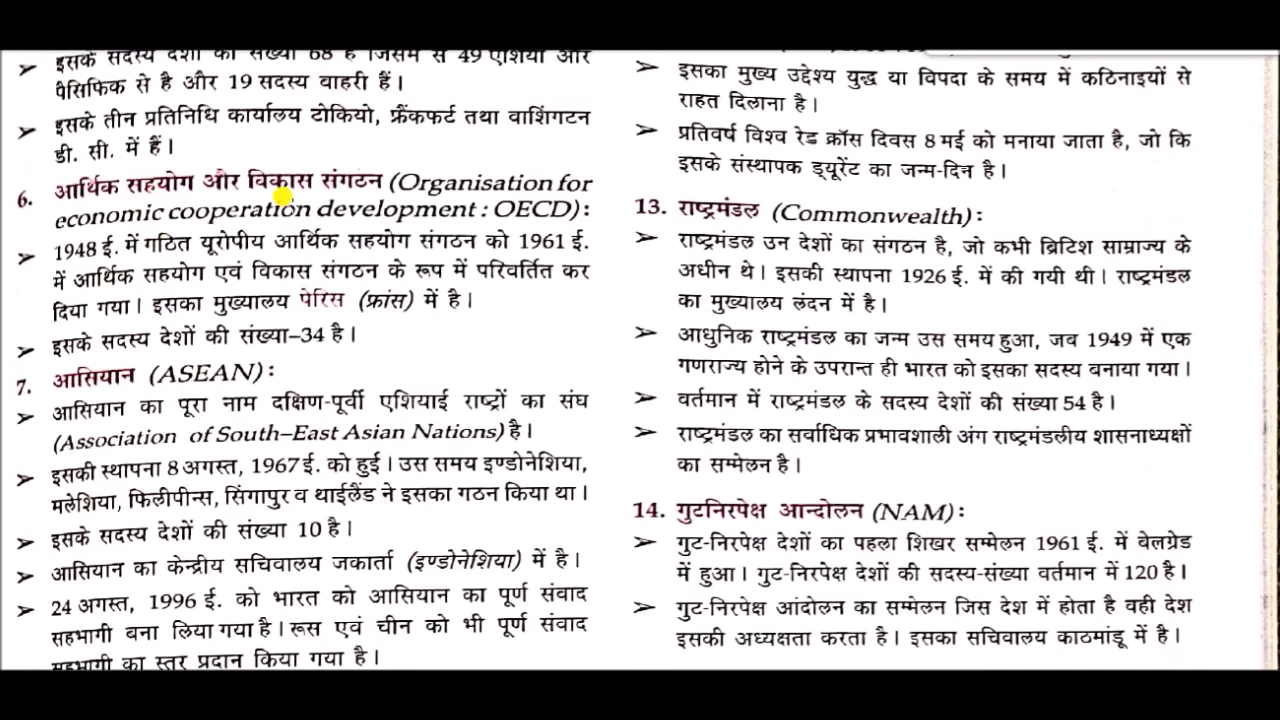 इसके सदस्य देशों की संख्या 68 है जिसमें से 49 एशिया और
पैसिफिक से है और 19 सदस्य वाहरी हैं।
➢ इसके तीन प्रतिनिधि कार्यालय टोकियो, फ्रैंकफर्ट तथा वाशिंगटन
डी. सी. में हैं।
6. आर्थिक सहयोग और विकास संगठन (Organisation for
economic cooperation development : OECD) :
➢ 1948 ई. में गठित यूरोपीय आर्थिक सहयोग संगठन को 1961 ई.
में आर्थिक सहयोग एवं विकास संगठन के रूप में परिवर्तित कर
दिया गया। इसका मुख्यालय पेरिस (फ्रांस) में है।
➢ इसके सदस्य देशों की संख्या–34 है।
7. आसियान (ASEAN) :
➢ आसियान का पूरा नाम दक्षिण-पूर्वी एशियाई राष्ट्रों का संघ
(Association of South–East Asian Nations) है।
➢ इसकी स्थापना 8 अगस्त, 1967 ई. को हुई। उस समय इण्डोनेशिया,
मलेशिया, फिलीपीन्स, सिंगापुर व थाईलैंड ने इसका गठन किया था।
➢ इसके सदस्य देशों की संख्या 10 है।
➢ आसियान का केन्द्रीय सचिवालय जकार्ता (इण्डोनेशिया) में है।
➢ 24 अगस्त, 1996 ई. को भारत को आसियान का पूर्ण संवाद
सहभागी बना लिया गया है। रूस एवं चीन को भी पूर्ण संवाद
सहभागी का स्तर प्रदान किया गया है।
➢ इसका मुख्य उद्देश्य युद्ध या विपदा के समय में कठिनाइयों से
राहत दिलाना है।
➢ प्रतिवर्ष विश्व रेड क्रॉस दिवस 8 मई को मनाया जाता है, जो कि
इसके संस्थापक ड्यूरेंट का जन्म-दिन है।
13. राष्ट्रमंडल (Commonwealth) :
➢ राष्ट्रमंडल उन देशों का संगठन है, जो कभी ब्रिटिश साम्राज्य के
अधीन थे। इसकी स्थापना 1926 ई. में की गयी थी। राष्ट्रमंडल
का मुख्यालय लंदन में है।
➢ आधुनिक राष्ट्रमंडल का जन्म उस समय हुआ, जब 1949 में एक
गणराज्य होने के उपरान्त ही भारत को इसका सदस्य बनाया गया।
➢ वर्तमान में राष्ट्रमंडल के सदस्य देशों की संख्या 54 है।
➢ राष्ट्रमंडल का सर्वाधिक प्रभावशाली अंग राष्ट्रमंडलीय शासनाध्यक्षों
का सम्मेलन है।
14. गुटनिरपेक्ष आन्दोलन (NAM) :
➢ गुट-निरपेक्ष देशों का पहला शिखर सम्मेलन 1961 ई. में वेलग्रेड
में हुआ। गुट-निरपेक्ष देशों की सदस्य-संख्या वर्तमान में 120 है।
➢ गुट-निरपेक्ष आंदोलन का सम्मेलन जिस देश में होता है वही देश
इसकी अध्यक्षता करता है। इसका सचिवालय काठमांडू में है।